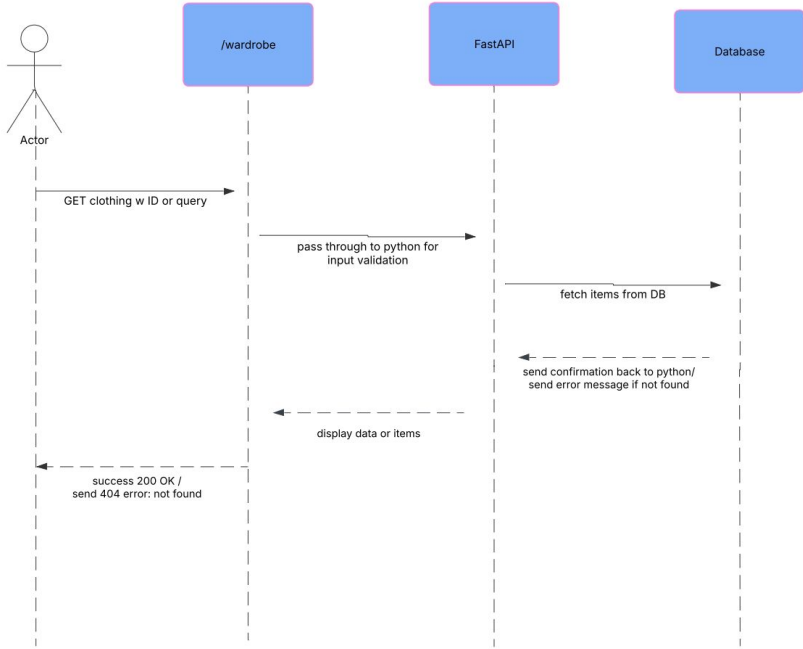 /wardrobe
FastAPI
Database
Actor
GET clothing w ID or query
pass through to python for
input validation
fetch items from DB
send confirmation back to python/
send error message if not found
display data or items
success 200 OK /
send 404 error: not found